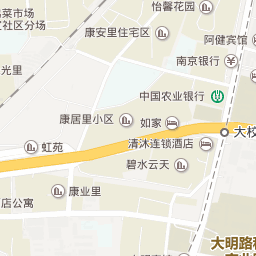 怡馨花园
菜市场
社区分场
康安里住宅区
阿健宾馆
南京银行
光里
中国农业银行
康居里小区
如家
大校
虹苑
清沐连锁酒店
碧水云天
康业里
店公寓
大明路和